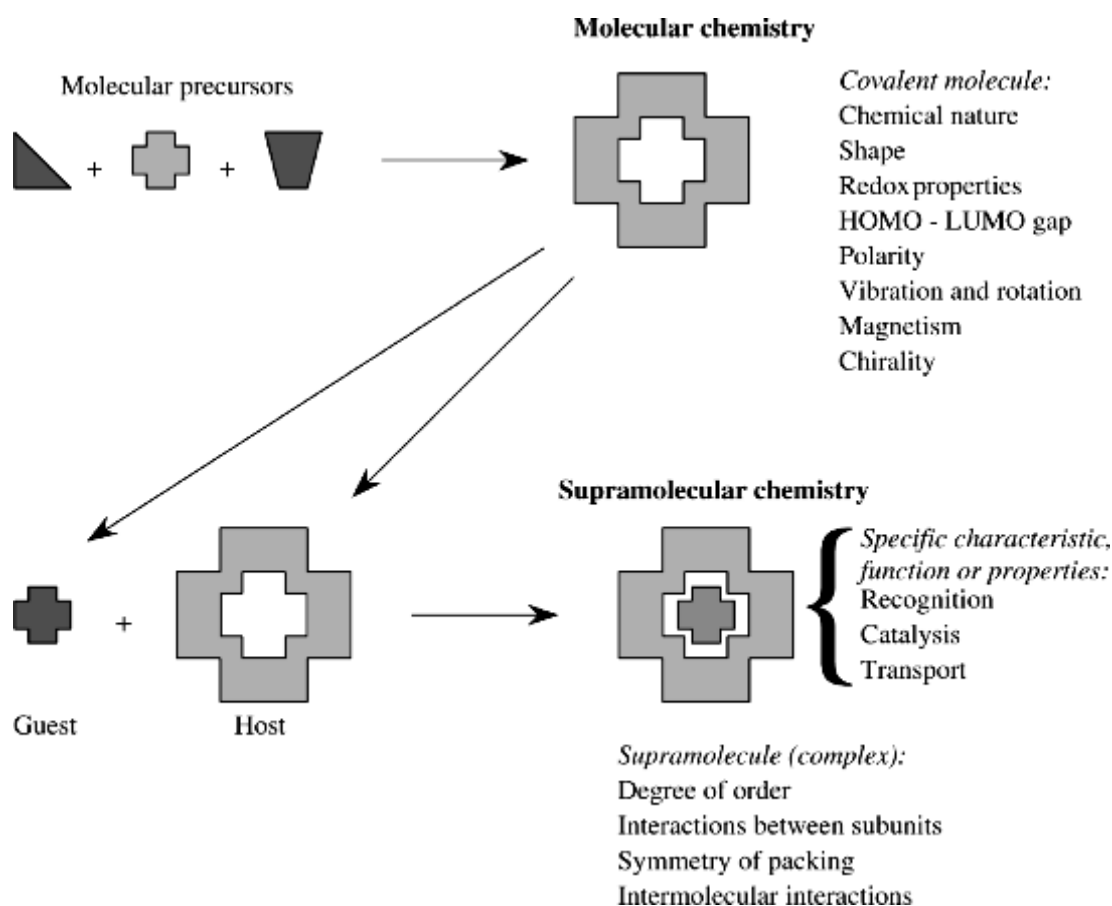 Molecular chemistry
Molecular precursors
+ +
Covalent molecule:
Chemical nature
Shape
Redox properties
HOMO - LUMO gap
Polarity
Vibration and rotation
Magnetism
Chirality
Supramolecular chemistry
+
Guest
Host
Specific characteristic,
function or properties:
Recognition
Catalysis
Transport
Supramolecule (complex):
Degree of order
Interactions between subunits
Symmetry of packing
Intermolecular interactions